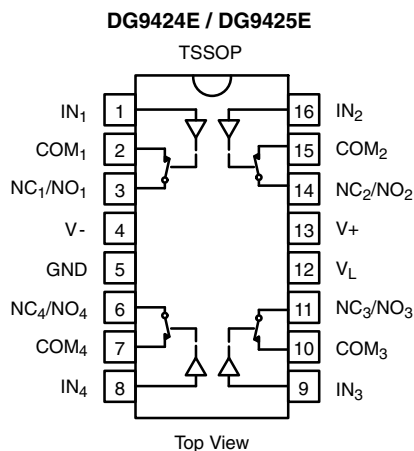 DG9424E / DG9425E
TSSOP
IN₁ 1 16 IN₂
COM₁ 2 15 COM₂
NC₁/NO₁ 3 14 NC₂/NO₂
V- 4 13 V+
GND 5 12 V_L
NC₄/NO₄ 6 11 NC₃/NO₃
COM₄ 7 10 COM₃
IN₄ 8 9 IN₃
Top View